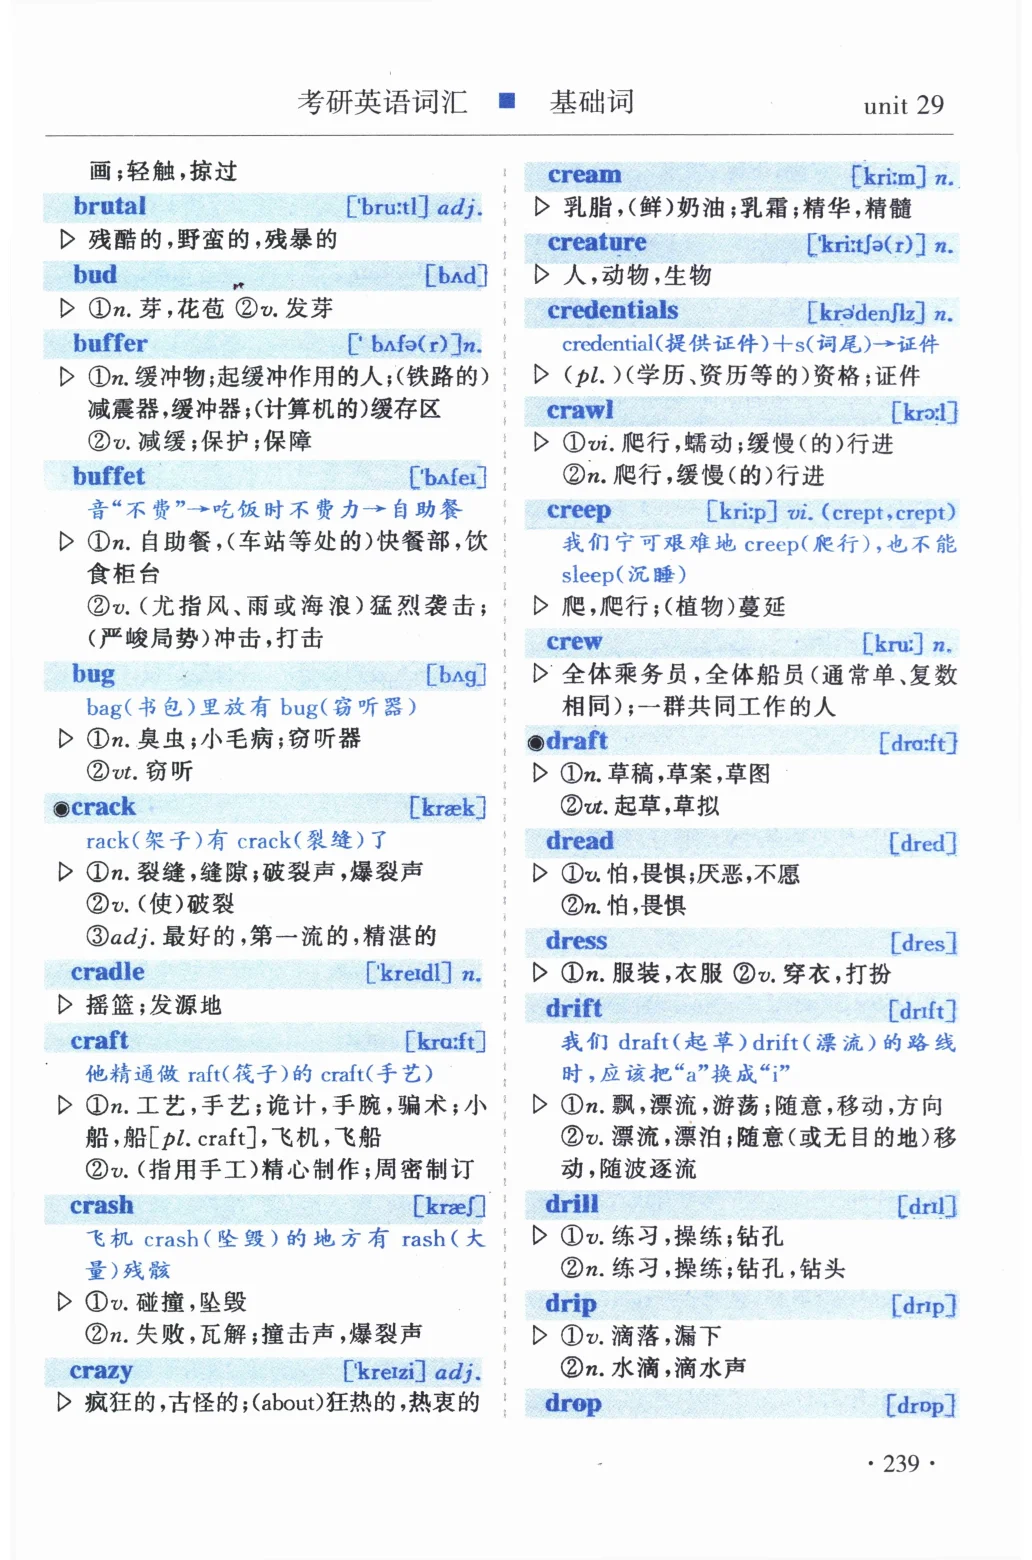 考研英语词汇 ■ 基础词 unit 29
画;轻触,掠过
brutal ['bru:tl] adj.
▷ 残酷的,野蛮的,残暴的
bud [bʌd]
▷ ①n. 芽,花苞 ②v. 发芽
buffer [' bʌfə(r)]n.
▷ ①n. 缓冲物;起缓冲作用的人;(铁路的)
减震器,缓冲器;(计算机的)缓存区
②v. 减缓;保护;保障
buffet ['bʌfeɪ]
音“不费”→吃饭时不费力→自助餐
▷ ①n. 自助餐,(车站等处的)快餐部,饮
食柜台
②v. (尤指风、雨或海浪)猛烈袭击;
(严峻局势)冲击,打击
bug [bʌg]
bag(书包)里放有 bug(窃听器)
▷ ①n. 臭虫;小毛病;窃听器
②vt. 窃听
◉crack [kræk]
rack(架子)有 crack(裂缝)了
▷ ①n. 裂缝,缝隙;破裂声,爆裂声
②v. (使)破裂
③adj. 最好的,第一流的,精湛的
cradle ['kreɪdl] n.
▷ 摇篮;发源地
craft [krɑ:ft]
他精通做 raft(筏子)的 craft(手艺)
▷ ①n. 工艺,手艺;诡计,手腕,骗术;小
船,船[pl. craft],飞机,飞船
②v. (指用手工)精心制作;周密制订
crash [kræʃ]
飞机 crash(坠毁)的地方有 rash(大
量)残骸
▷ ①v. 碰撞,坠毁
②n. 失败,瓦解;撞击声,爆裂声
crazy ['kreɪzi] adj.
▷ 疯狂的,古怪的;(about)狂热的,热衷的
cream [kri:m] n.
▷ 乳脂,(鲜)奶油;乳霜;精华,精髓
creature ['kri:tʃə(r)] n.
▷ 人,动物,生物
credentials [krə'denʃlz] n.
credential(提供证件)+s(词尾)→证件
▷ (pl. )(学历、资历等的)资格;证件
crawl [krɔ:l]
▷ ①vi. 爬行,蠕动;缓慢(的)行进
②n. 爬行,缓慢(的)行进
creep [kri:p] vi. (crept,crept)
我们宁可艰难地 creep(爬行),也不能
sleep(沉睡)
▷ 爬,爬行;(植物)蔓延
crew [kru:] n.
▷ 全体乘务员,全体船员(通常单、复数
相同);一群共同工作的人
◉draft [drɑ:ft]
▷ ①n. 草稿,草案,草图
②vt. 起草,草拟
dread [dred]
▷ ①v. 怕,畏惧;厌恶,不愿
②n. 怕,畏惧
dress [dres]
▷ ①n. 服装,衣服 ②v. 穿衣,打扮
drift [drɪft]
我们 draft(起草)drift(漂流)的路线
时,应该把“a”换成“i”
▷ ①n. 飘,漂流,游荡;随意,移动,方向
②v. 漂流,漂泊;随意(或无目的地)移
动,随波逐流
drill [drɪl]
▷ ①v. 练习,操练;钻孔
②n. 练习,操练;钻孔,钻头
drip [drɪp]
▷ ①v. 滴落,漏下
②n. 水滴,滴水声
drop [drɒp]
· 239 ·